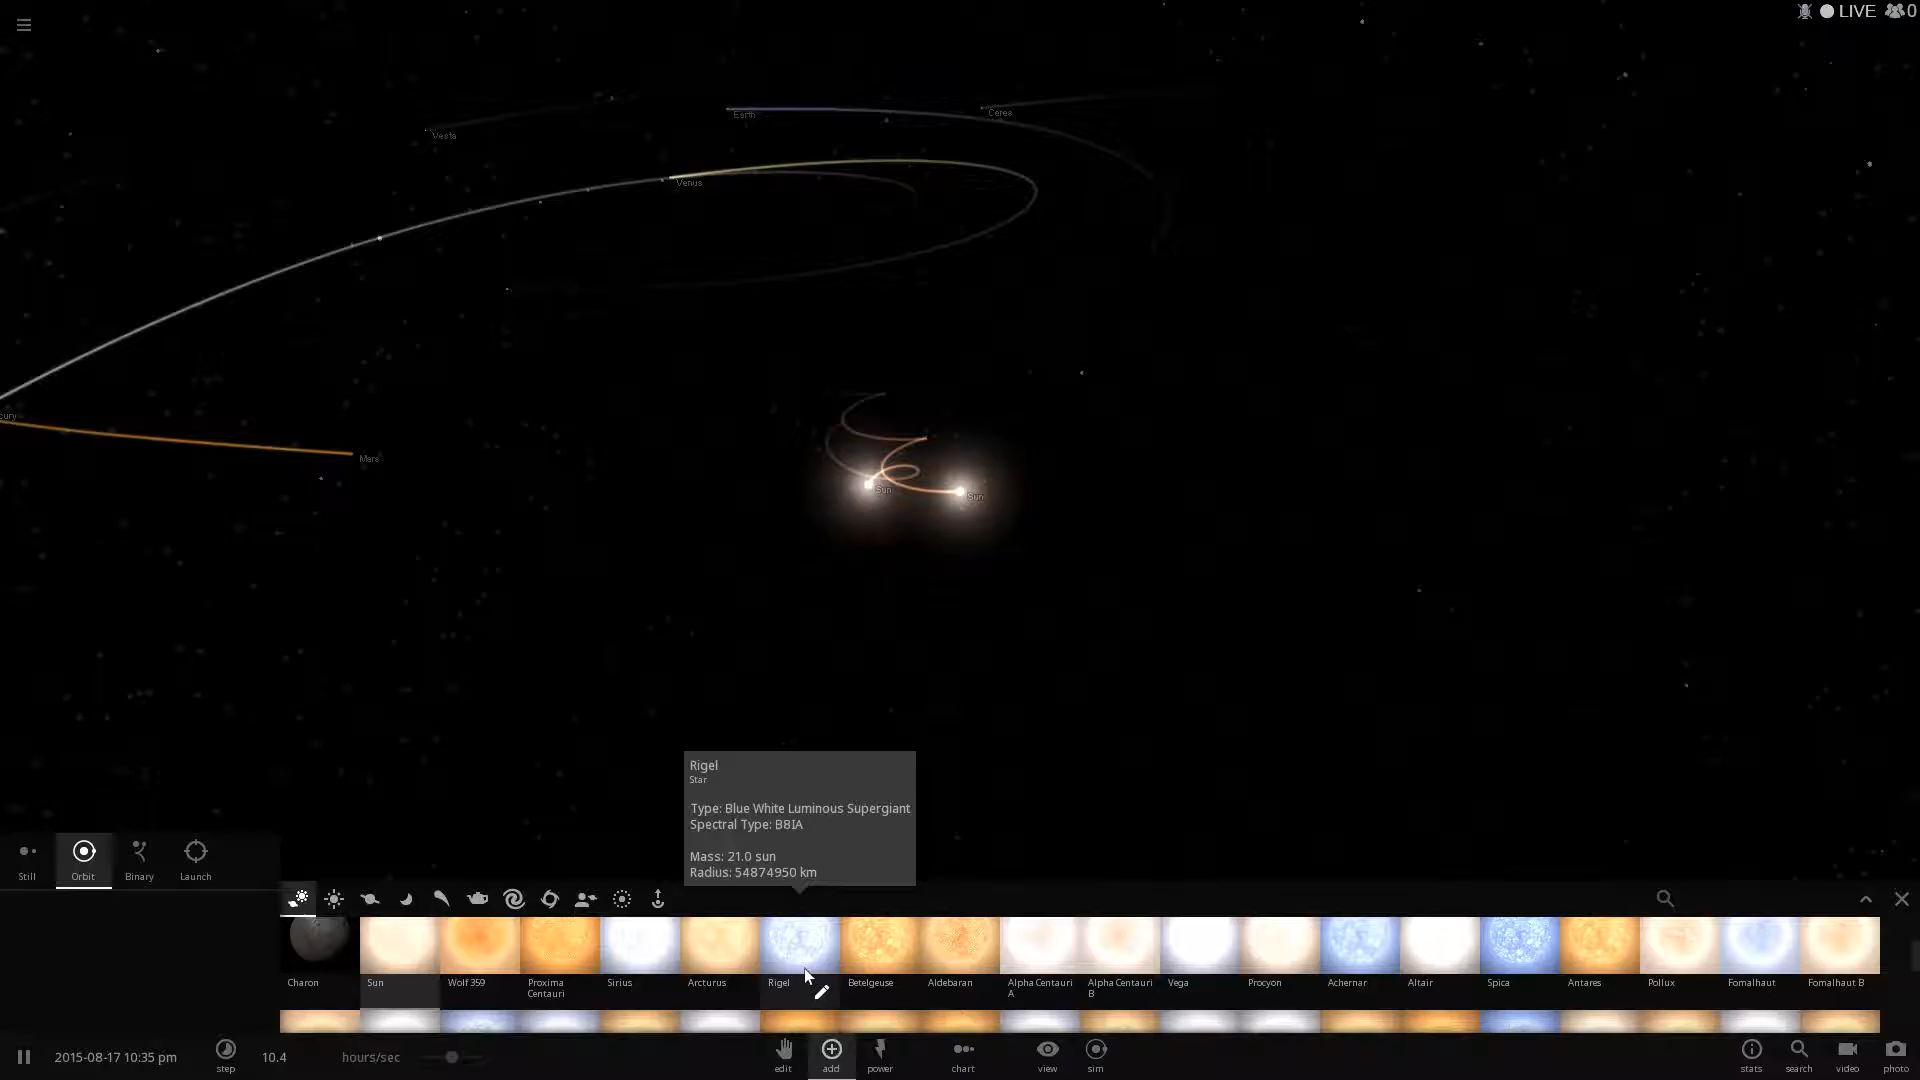 LIVE 0
Earth
Ceres
Vesta
Venus
cury
Mars
Sun
Sun
Rigel
Star
Type: Blue White Luminous Supergiant
Spectral Type: B8IA
Mass: 21.0 sun
Radius: 54874950 km
Still
Orbit
Binary
Launch
Charon
Sun
Wolf 359
Proxima
Centauri
Sirius
Arcturus
Rigel
Betelgeuse
Aldebaran
Alpha Centauri
A
Alpha Centauri
B
Vega
Procyon
Achernar
Altair
Spica
Antares
Pollux
Fomalhaut
Fomalhaut B
2015-08-17 10:35 pm
step
10.4
hours/sec
edit
add
power
chart
view
sim
stats
search
video
photo